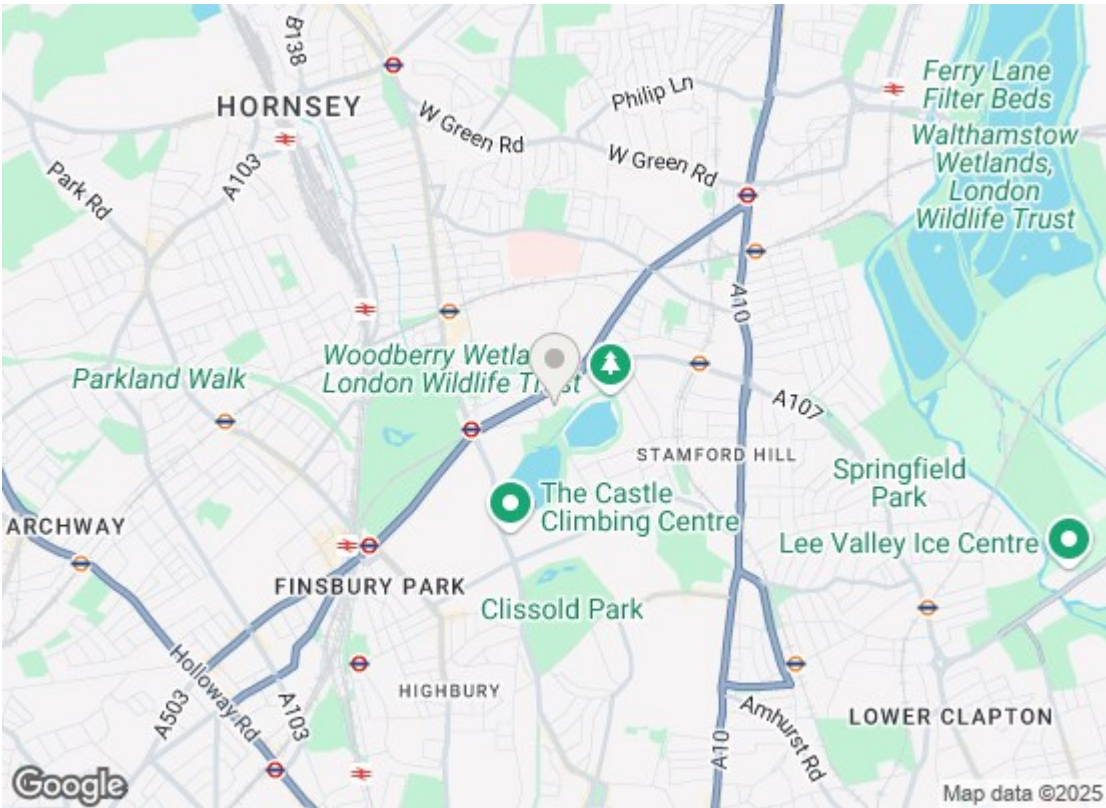 B138
HORNSEY
Philip Ln
Ferry Lane
Filter Beds
W Green Rd
W Green Rd
Walthamstow
Wetlands,
London
Wildlife Trust
A103
Park Rd
A10
Woodberry Wetla
London Wildlife T st
Parkland Walk
A107
STAMFORD HILL
Springfield
Park
The Castle
Climbing Centre
ARCHWAY
Lee Valley Ice Centre
FINSBURY PARK
Clissold Park
Holloway Rd
A503
A103
HIGHBURY
A10
Amhurst Rd
LOWER CLAPTON
Google
Map data ©2025